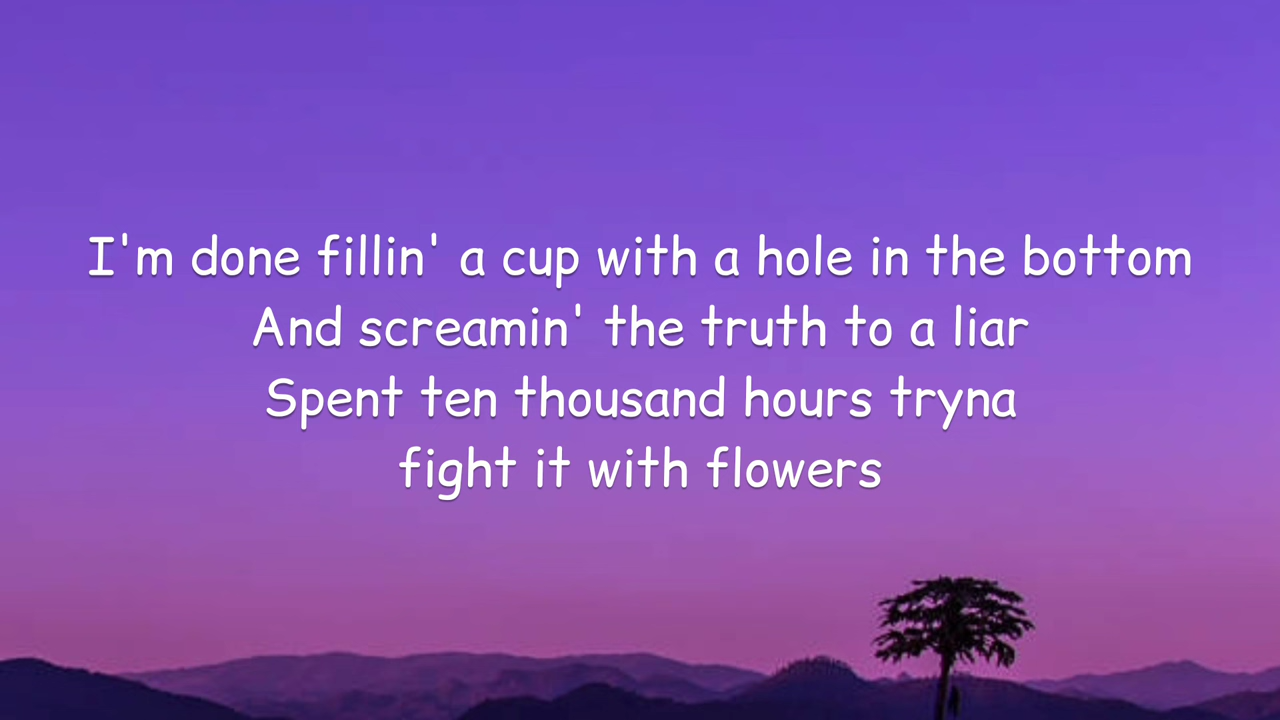 I'm done fillin' a cup with a hole in the bottom
And screamin' the truth to a liar
Spent ten thousand hours tryna
fight it with flowers